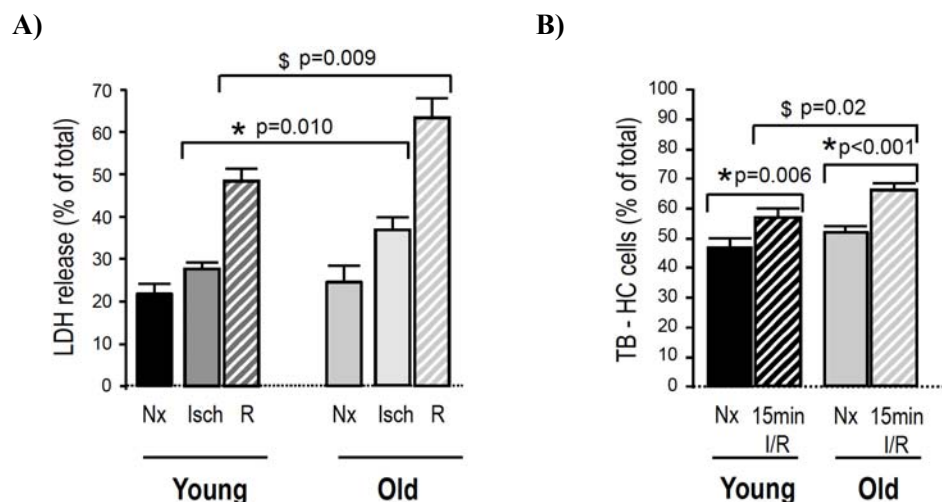 A)
$ p=0.009
* p=0.010
LDH release (% of total)
70
60
50
40
30
20
10
0
Nx Isch R
Nx Isch R
Young
Old
B)
$ p=0.02
*p<0.001
*p=0.006
TB - HC cells (% of total)
100
90
80
70
60
50
40
30
20
10
0
Nx 15min
I/R
Nx 15min
I/R
Young
Old